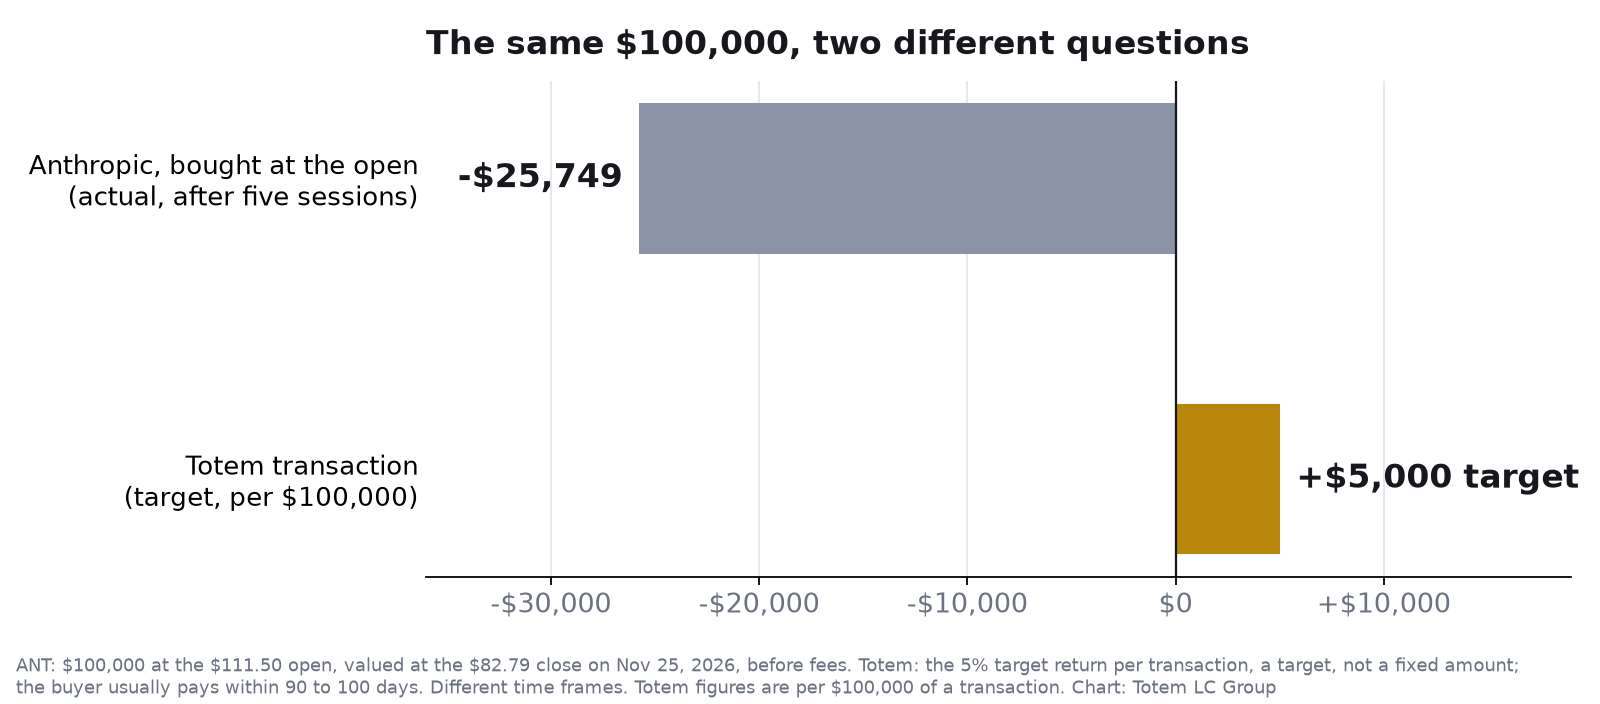 The same $100,000, two different questions
Anthropic, bought at the open
(actual, after five sessions)
-$25,749
Totem transaction
(target, per $100,000)
+$5,000 target
-$30,000
-$20,000
-$10,000
$0
+$10,000
ANT: $100,000 at the $111.50 open, valued at the $82.79 close on Nov 25, 2026, before fees. Totem: the 5% target return per transaction, a target, not a fixed amount;
the buyer usually pays within 90 to 100 days. Different time frames. Totem figures are per $100,000 of a transaction. Chart: Totem LC Group